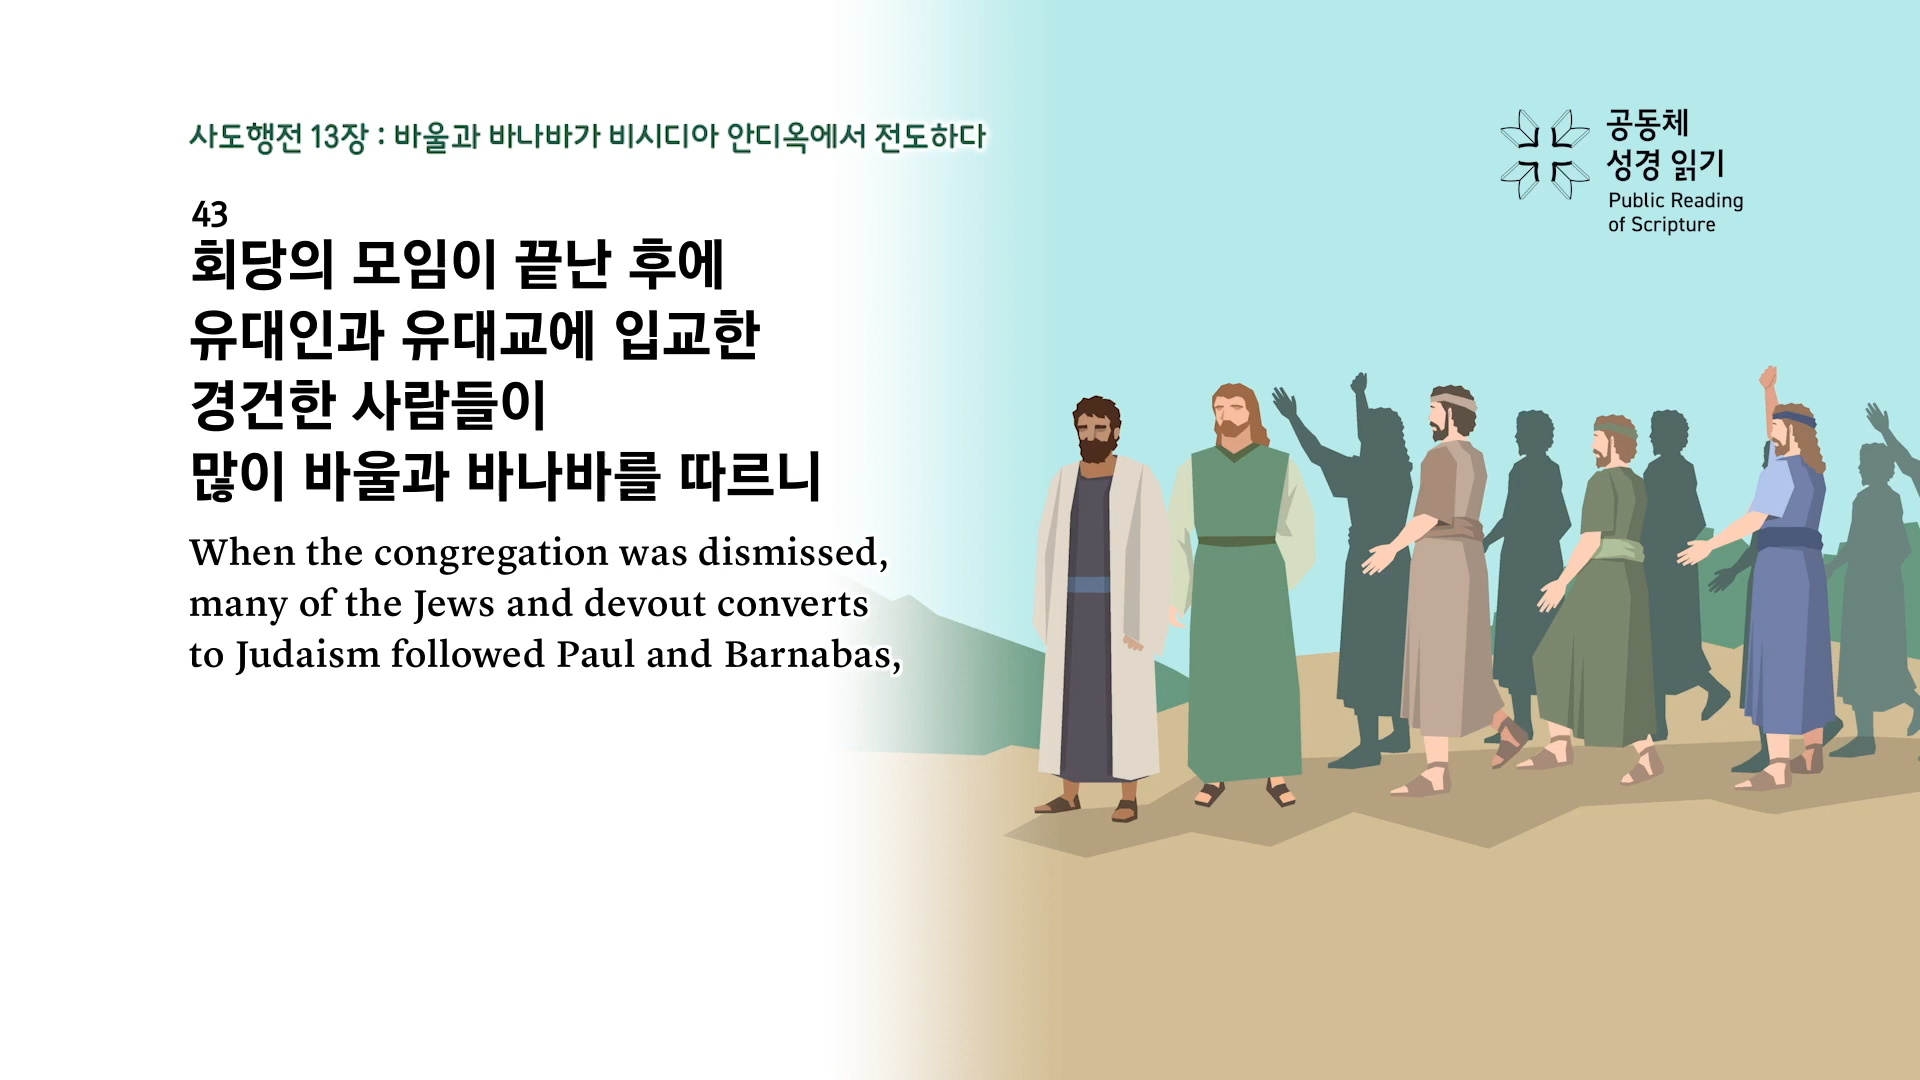 사도행전 13장 : 바울과 바나바가 비시디아 안디옥에서 전도하다
공동체
성경 읽기
Public Reading
of Scripture
43
회당의 모임이 끝난 후에
유대인과 유대교에 입교한
경건한 사람들이
많이 바울과 바나바를 따르니
When the congregation was dismissed,
many of the Jews and devout converts
to Judaism followed Paul and Barnabas,